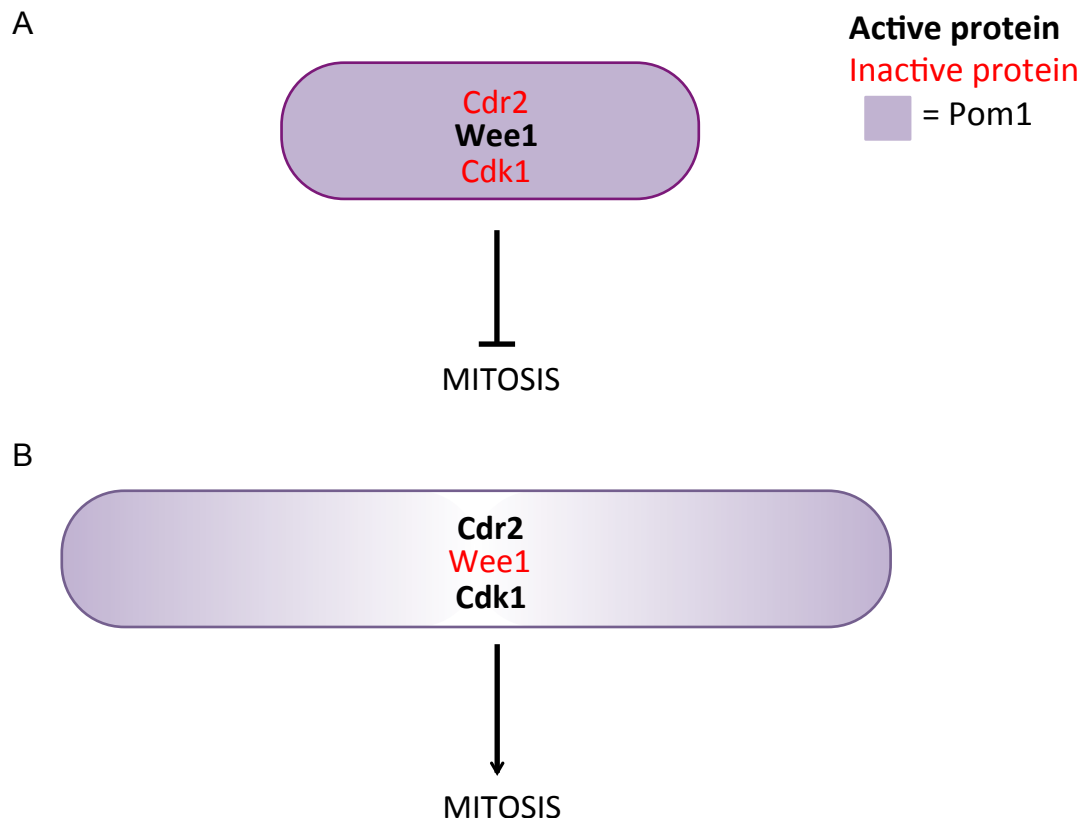 A
Active protein
Inactive protein
= Pom1
Cdr2
Wee1
Cdk1
MITOSIS
B
Cdr2
Wee1
Cdk1
MITOSIS